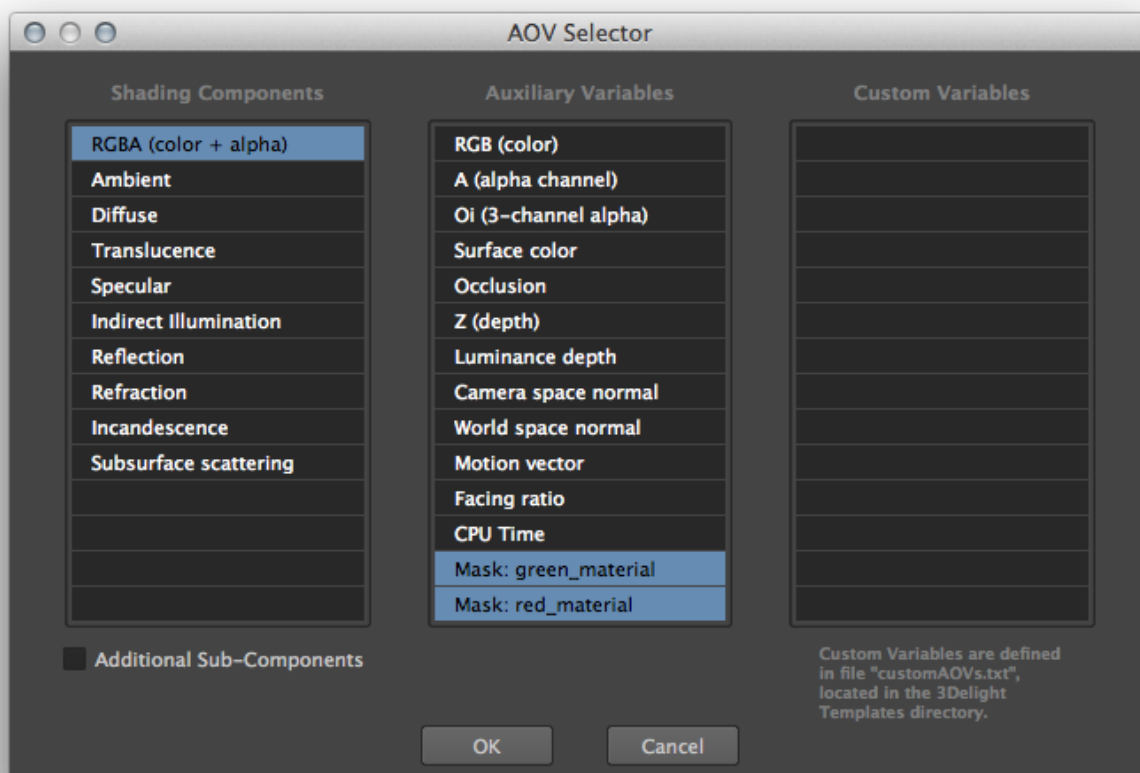 AOV Selector
Shading Components
RGBA (color + alpha)
Ambient
Diffuse
Translucence
Specular
Indirect Illumination
Reflection
Refraction
Incandescence
Subsurface scattering
Additional Sub-Components
Auxiliary Variables
RGB (color)
A (alpha channel)
Oi (3-channel alpha)
Surface color
Occlusion
Z (depth)
Luminance depth
Camera space normal
World space normal
Motion vector
Facing ratio
CPU Time
Mask: green_material
Mask: red_material
Custom Variables
Custom Variables are defined
in file "customAOVs.txt",
located in the 3Delight
Templates directory.
OK
Cancel